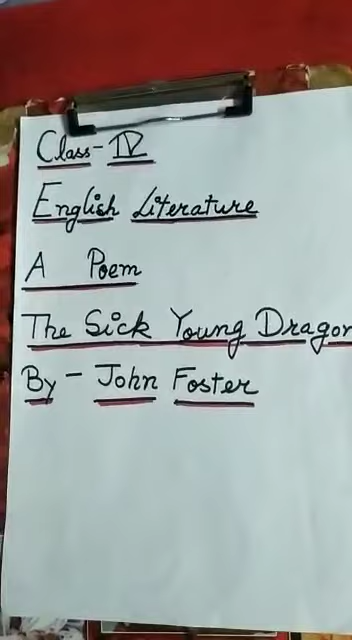 Class - IV
English Literature
A Poem
The Sick Young Dragon
By - John Foster